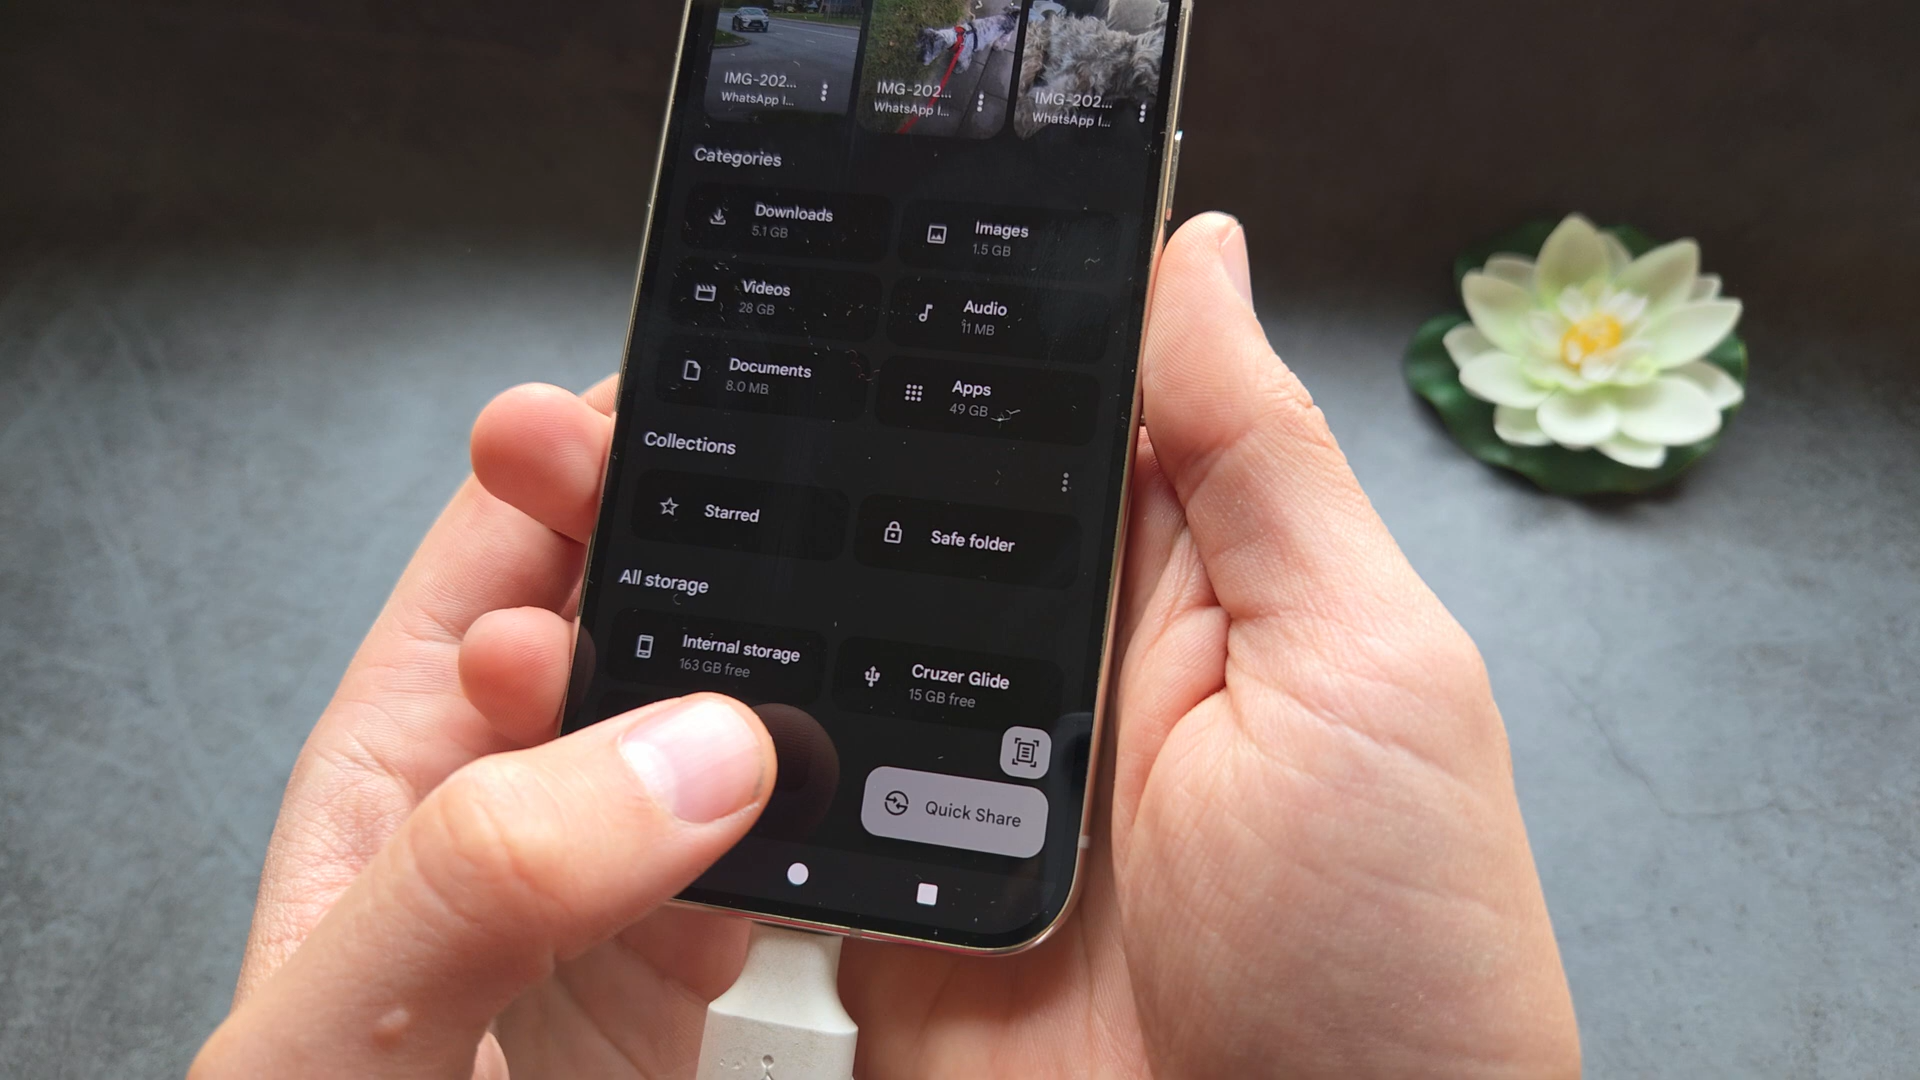 IMG-202...
WhatsApp I...
IMG-202...
WhatsApp I...
IMG-202...
WhatsApp I...
Categories
Downloads
5.1 GB
Images
1.5 GB
Videos
28 GB
Audio
11 MB
Documents
8.0 MB
Apps
49 GB
Collections
Starred
Safe folder
All storage
Internal storage
163 GB free
Cruzer Glide
15 GB free
Quick Share